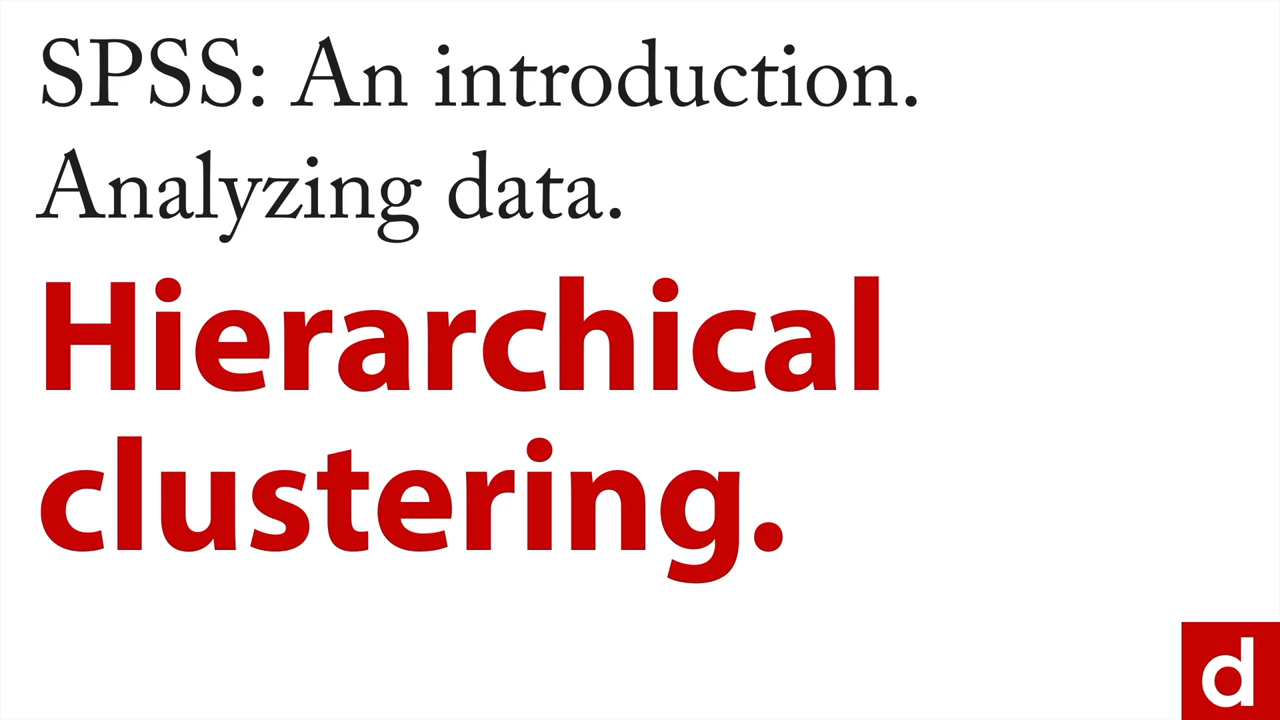 SPSS: An introduction.
Analyzing data.
Hierarchical
clustering.
d